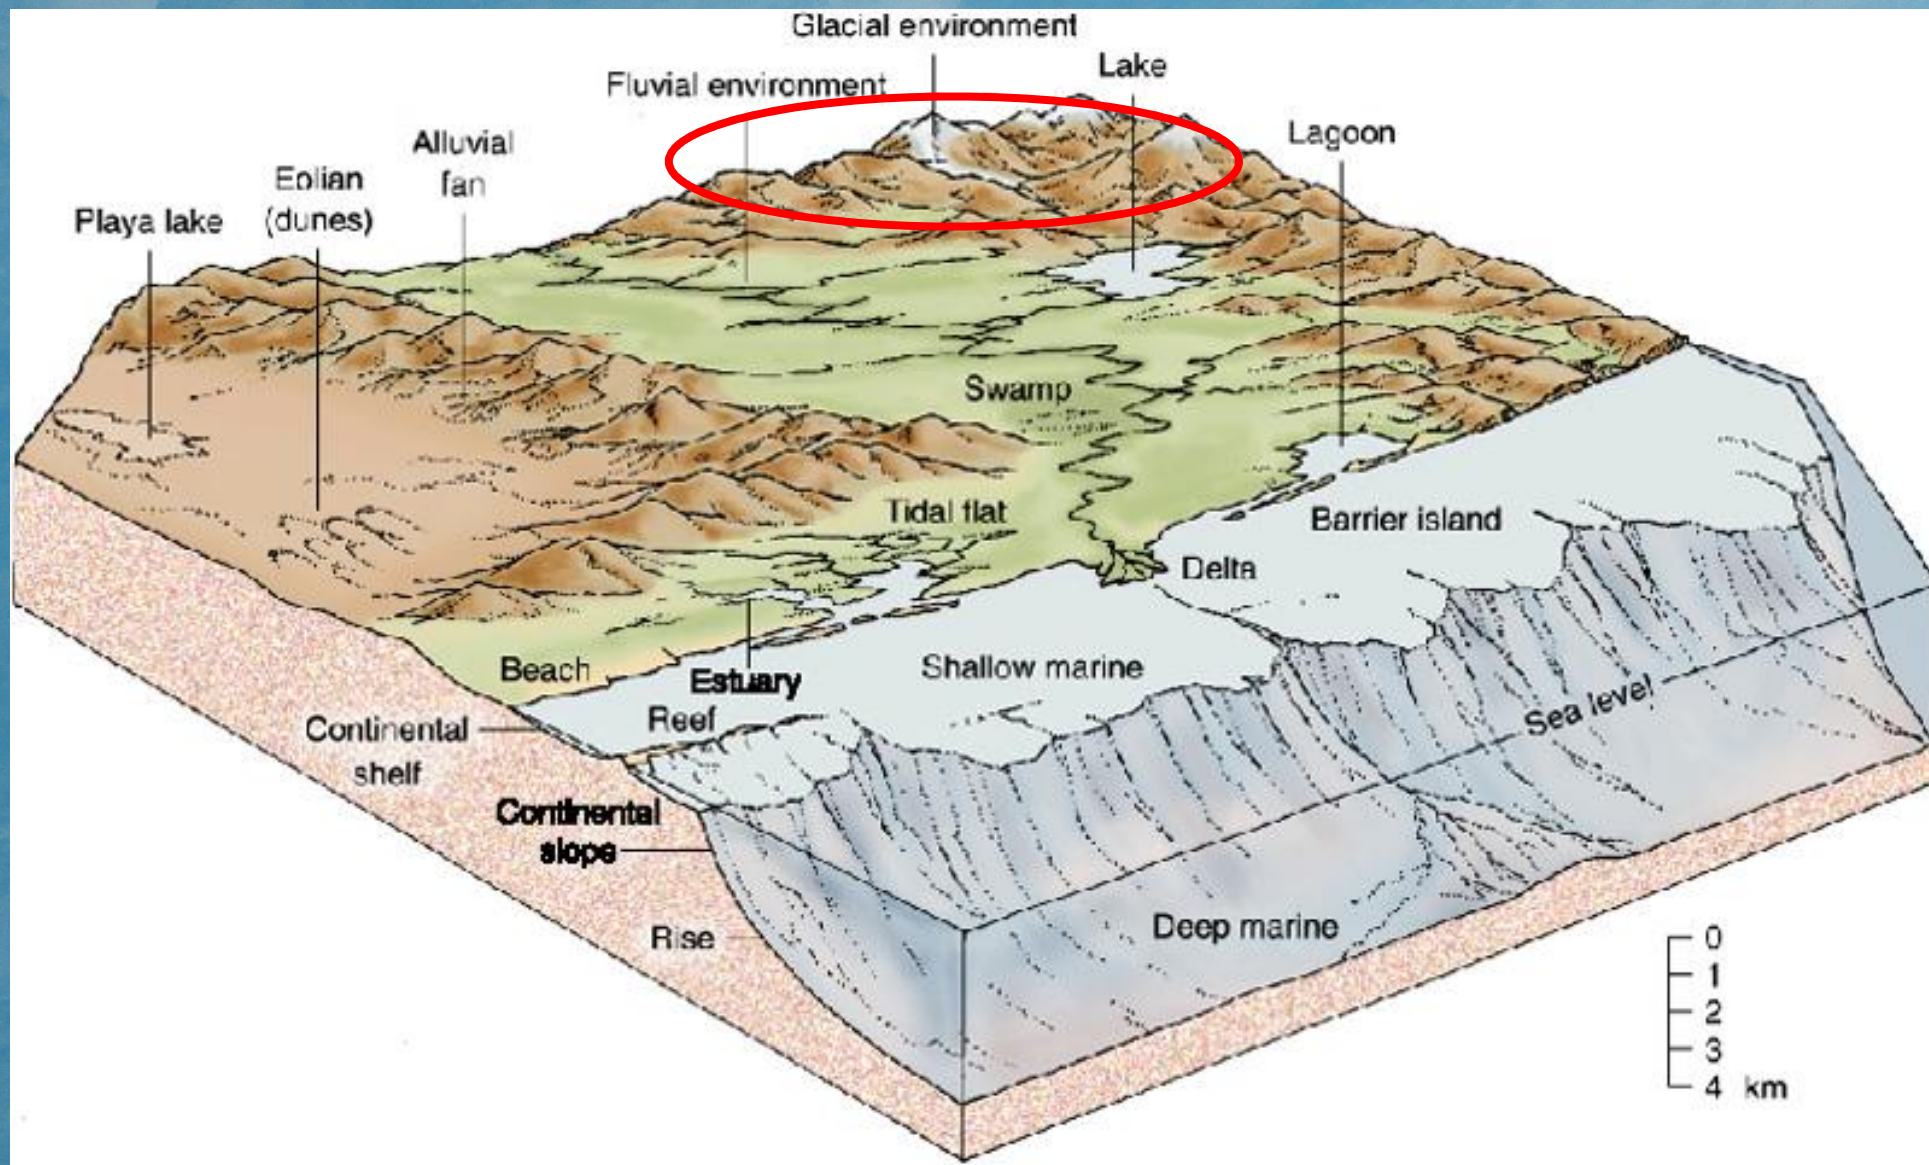 Glacial environment
Fluvial environment
Lake
Alluvial
fan
Lagoon
Eolian
(dunes)
Playa lake
Swamp
Tidal flat
Barrier island
Delta
Beach
Estuary
Shallow marine
Reef
Continental
shelf
Sea level
Continental
slope
Rise
Deep marine
0
1
2
3
4 km